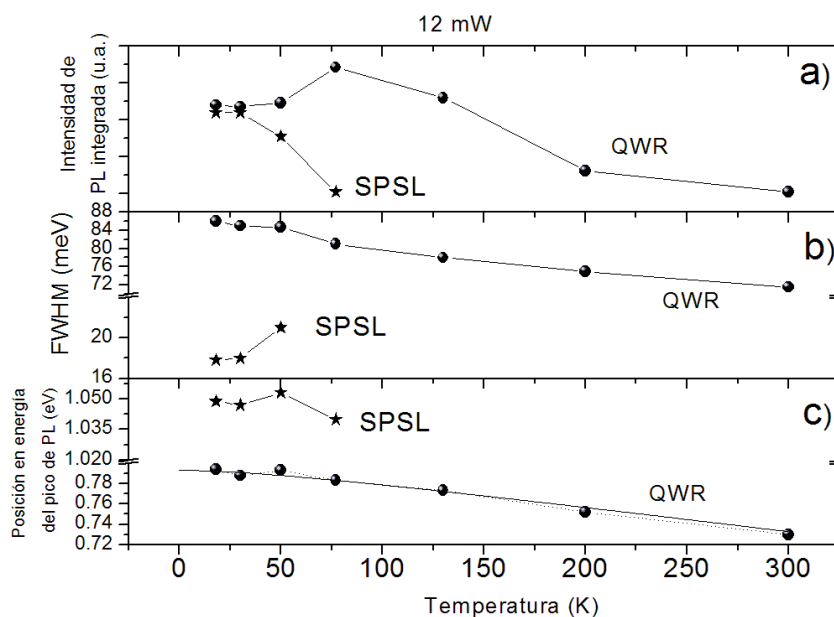 12 mW
Intensidad de
PL integrada (u.a.)
a)
QWR
SPSL
FWHM (meV)
88
84
80
76
72
20
16
b)
QWR
SPSL
Posición en energía
del pico de PL (eV)
1.050
1.035
1.020
0.78
0.76
0.74
0.72
c)
SPSL
QWR
0
50
100
150
200
250
300
Temperatura (K)